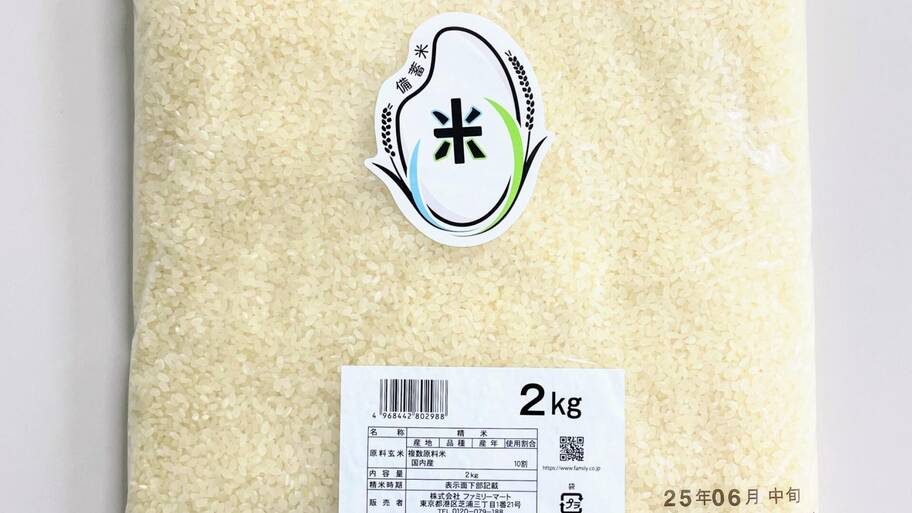 備蓄米
米
2kg
4 968442 802988
名称 精米
産地 品種 産年 使用割合
原料玄米 複数原料米
国内産 10割
内容量 2kg
精米時期 表示面下部記載
販売者 株式会社 ファミリーマート
東京都港区芝浦三丁目1番21号
TEL 0120-079-188
https://www.family.co.jp
袋
プラ
25年06月 中旬